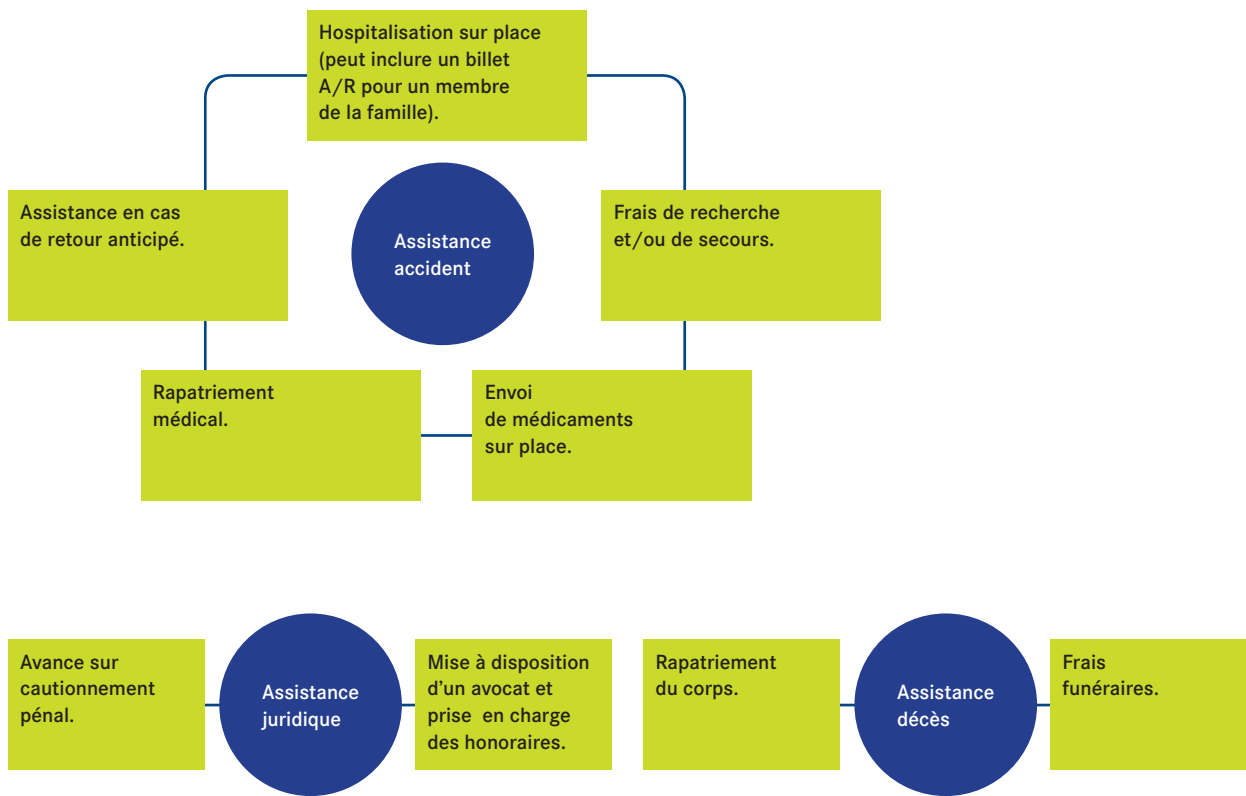 Hospitalisation sur place
(peut inclure un billet
A/R pour un membre
de la famille).
Assistance en cas
de retour anticipé.
Assistance
accident
Frais de recherche
et/ou de secours.
Rapatriement
médical.
Envoi
de médicaments
sur place.
Avance sur
cautionnement
pénal.
Assistance
juridique
Mise à disposition
d'un avocat et
prise en charge
des honoraires.
Rapatriement
du corps.
Assistance
décès
Frais
funéraires.